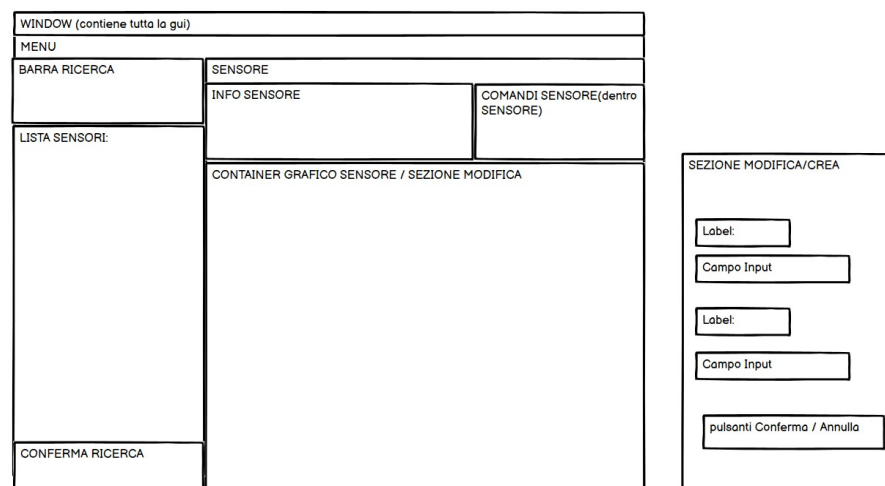 WINDOW (contiene tutta la gui)
MENU
BARRA RICERCA
SENSORE
INFO SENSORE
COMANDI SENSORE(dentro
SENSORE)
LISTA SENSORI:
CONTAINER GRAFICO SENSORE / SEZIONE MODIFICA
CONFERMA RICERCA
SEZIONE MODIFICA/CREA
Label:
Campo Input
Label:
Campo Input
pulsanti Conferma / Annulla